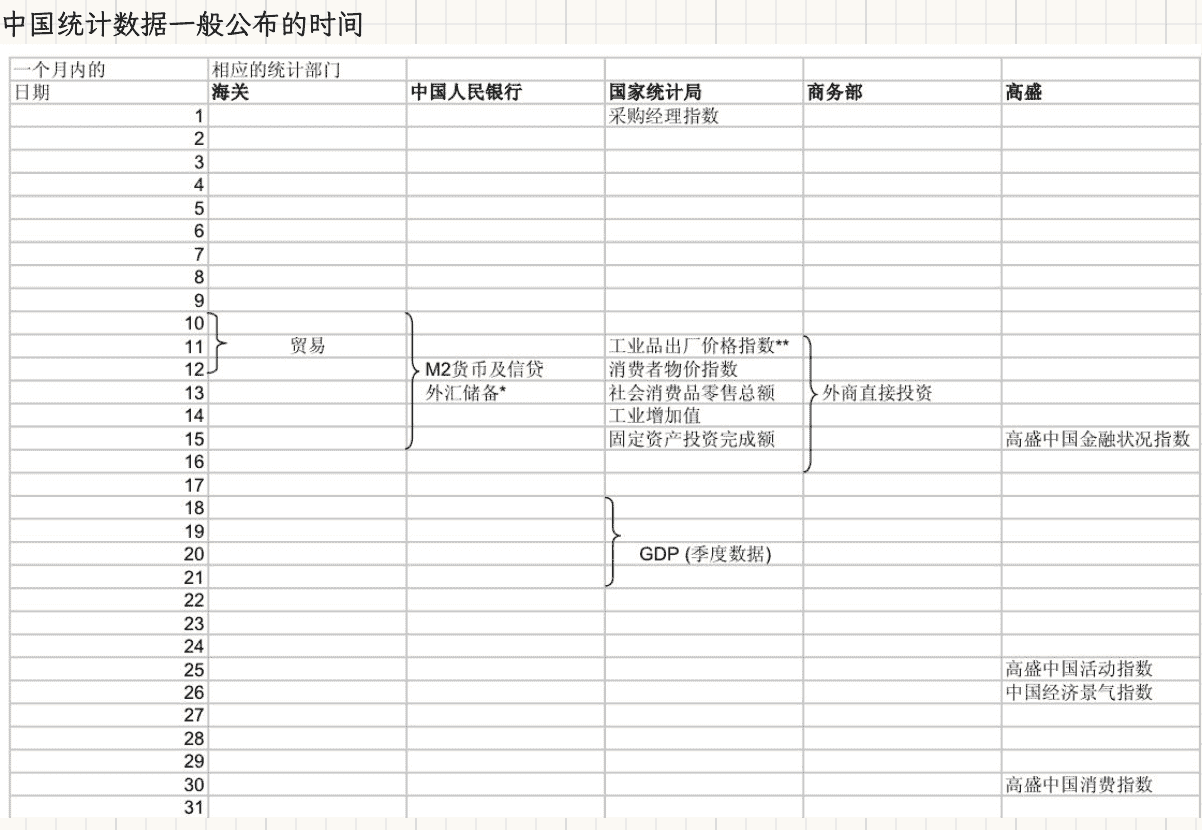 中国统计数据一般公布的时间
一个月内的 相应的统计部门
日期 海关 中国人民银行 国家统计局 商务部 高盛
1 采购经理指数
2
3
4
5
6
7
8
9
10
11 贸易 工业品出厂价格指数**
12 M2货币及信贷 消费者物价指数
13 外汇储备* 社会消费品零售总额 外商直接投资
14 工业增加值
15 固定资产投资完成额 高盛中国金融状况指数
16
17
18
19
20 GDP (季度数据)
21
22
23
24
25 高盛中国活动指数
26 中国经济景气指数
27
28
29
30 高盛中国消费指数
31